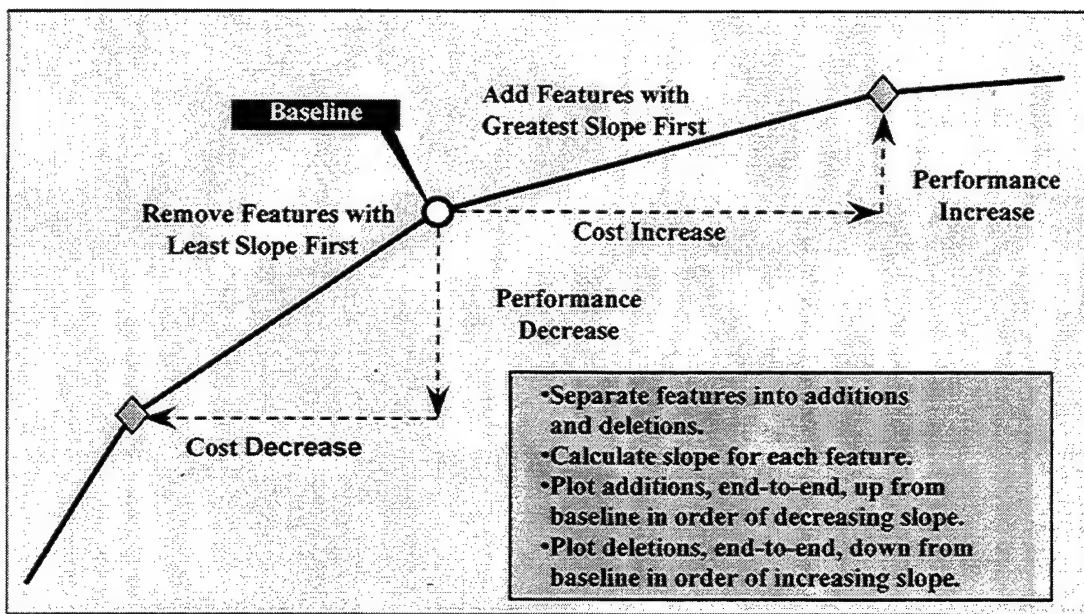 Baseline
Add Features with
Greatest Slope First
Performance
Increase
Remove Features with
Least Slope First
Cost Increase
Performance
Decrease
Cost Decrease
•Separate features into additions
and deletions.
•Calculate slope for each feature.
•Plot additions, end-to-end, up from
baseline in order of decreasing slope.
•Plot deletions, end-to-end, down from
baseline in order of increasing slope.